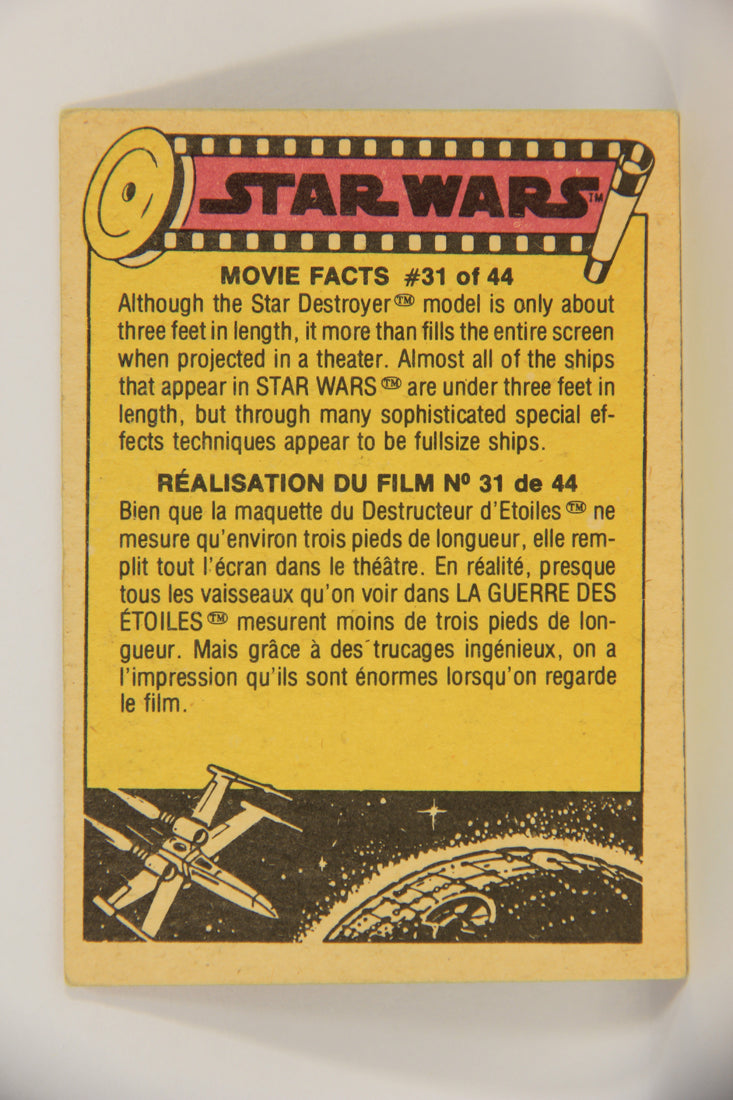 STAR WARS™
MOVIE FACTS #31 of 44
Although the Star Destroyer™ model is only about
three feet in length, it more than fills the entire screen
when projected in a theater. Almost all of the ships
that appear in STAR WARS™ are under three feet in
length, but through many sophisticated special ef-
fects techniques appear to be fullsize ships.
RÉALISATION DU FILM Nº 31 de 44
Bien que la maquette du Destructeur d'Etoiles™ ne
mesure qu'environ trois pieds de longueur, elle rem-
plit tout l'écran dans le théâtre. En réalité, presque
tous les vaisseaux qu'on voir dans LA GUERRE DES
ÉTOILES™ mesurent moins de trois pieds de lon-
gueur. Mais grâce à des trucages ingénieux, on a
l'impression qu'ils sont énormes lorsqu'on regarde
le film.